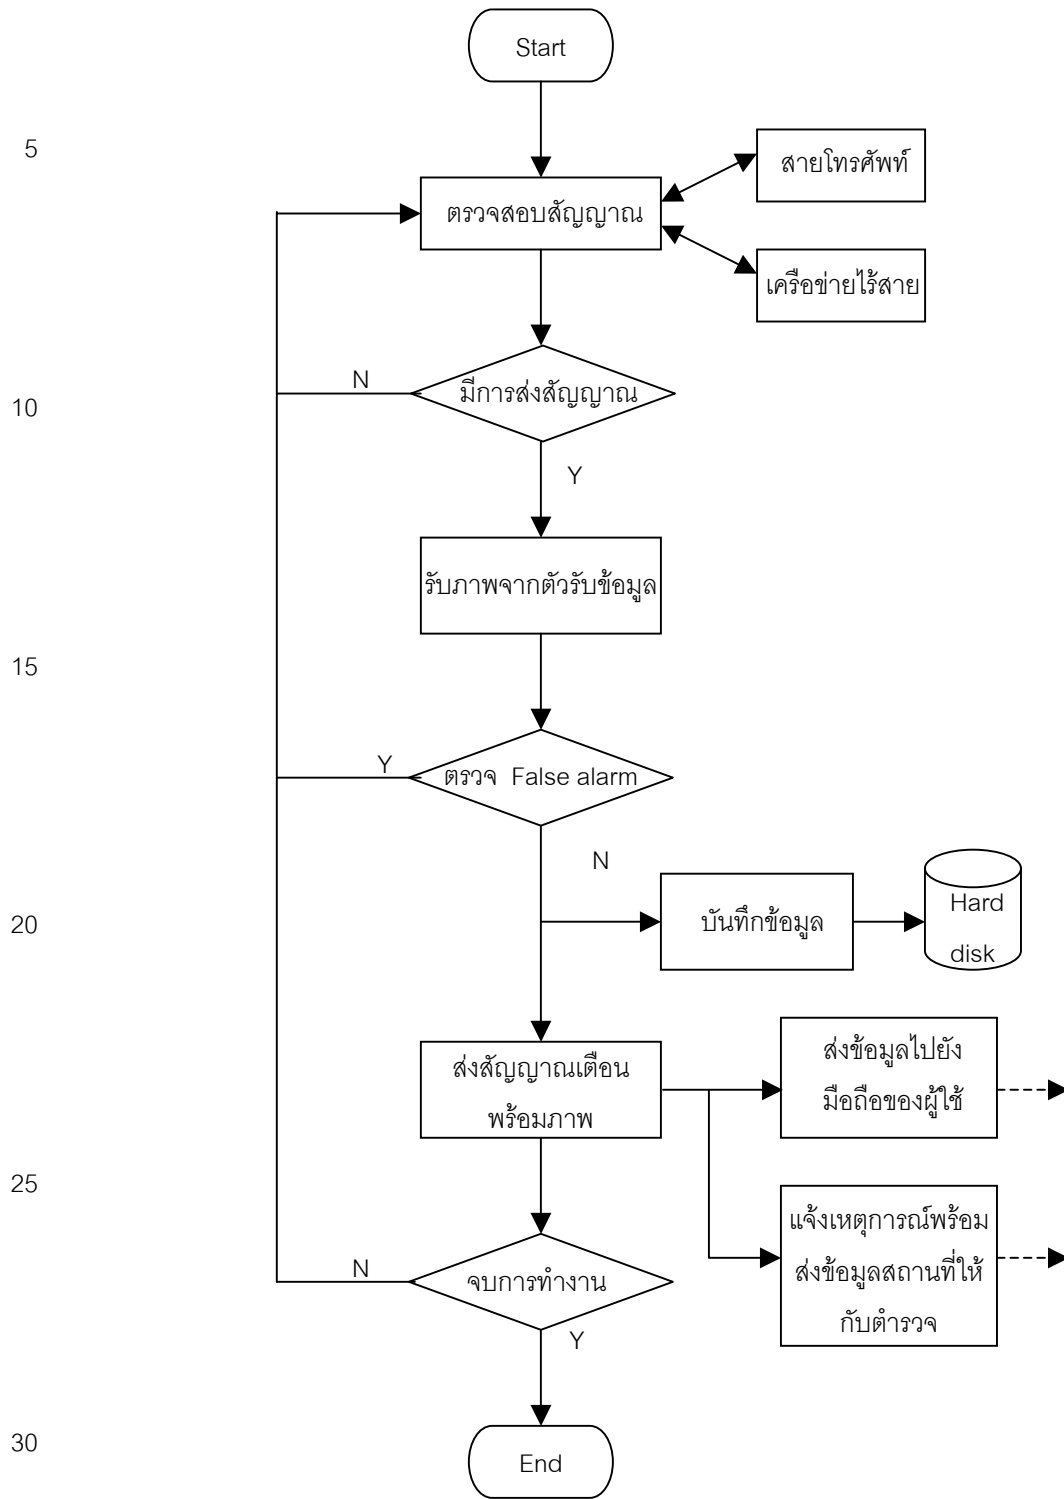 Start
5
สายโทรศัพท์
ตรวจสอบสัญญาณ
เครือข่ายไร้สาย
N
มีการส่งสัญญาณ
10
Y
รับภาพจากตัวรับข้อมูล
15
Y
ตรวจ False alarm
N
Hard
disk
บันทึกข้อมูล
20
ส่งสัญญาณเตือน
พร้อมภาพ
ส่งข้อมูลไปยัง
มือถือของผู้ใช้
25
แจ้งเหตุการณ์พร้อม
ส่งข้อมูลสถานที่ให้
กับตำรวจ
N
จบการทำงาน
Y
30
End